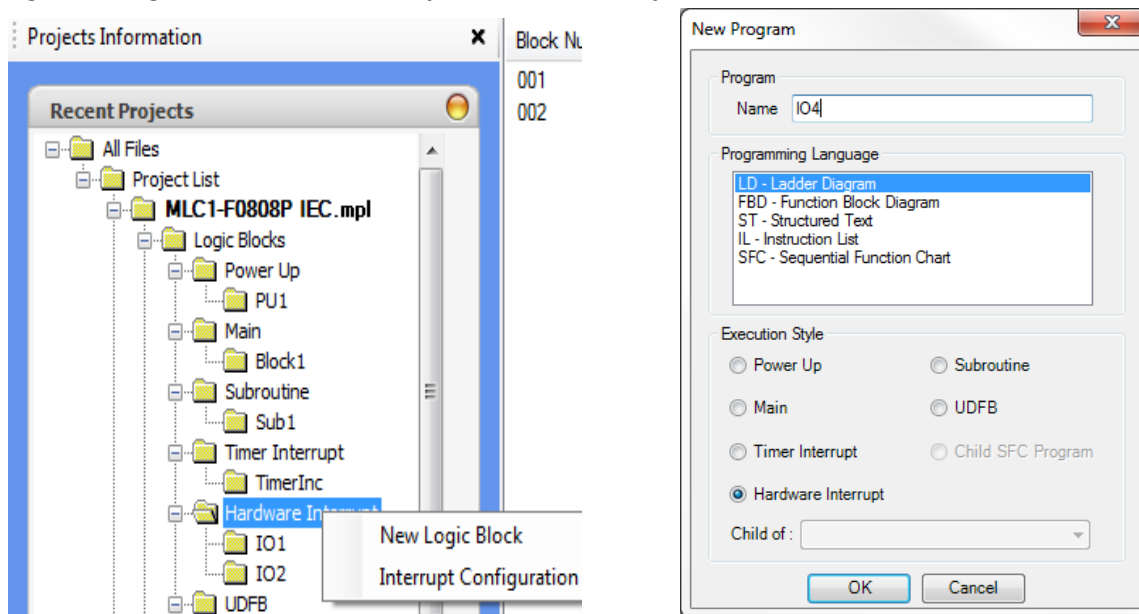 Projects Information
Block Nu
001
002
Recent Projects
All Files
Project List
MLC1-F0808P IEC.mpl
Logic Blocks
Power Up
PU1
Main
Block1
Subroutine
Sub1
Timer Interrupt
TimerInc
Hardware Interrupt
IO1
IO2
UDFB
New Logic Block
Interrupt Configuration
New Program
Program
Name IO4
Programming Language
LD - Ladder Diagram
FBD - Function Block Diagram
ST - Structured Text
IL - Instruction List
SFC - Sequential Function Chart
Execution Style
Power Up Subroutine
Main UDFB
Timer Interrupt Child SFC Program
Hardware Interrupt
Child of :
OK Cancel